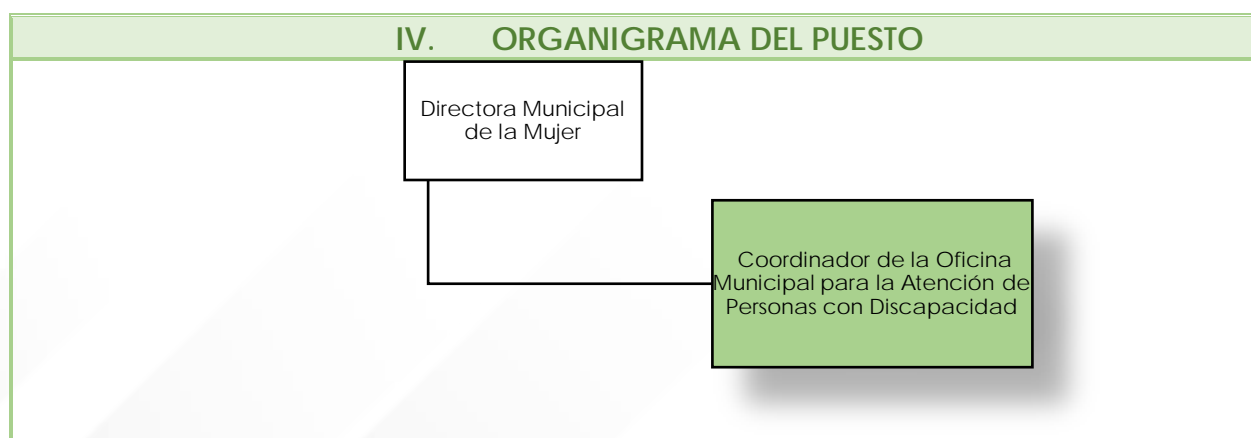 IV. ORGANIGRAMA DEL PUESTO
Directora Municipal
de la Mujer
Coordinador de la Oficina
Municipal para la Atención de
Personas con Discapacidad